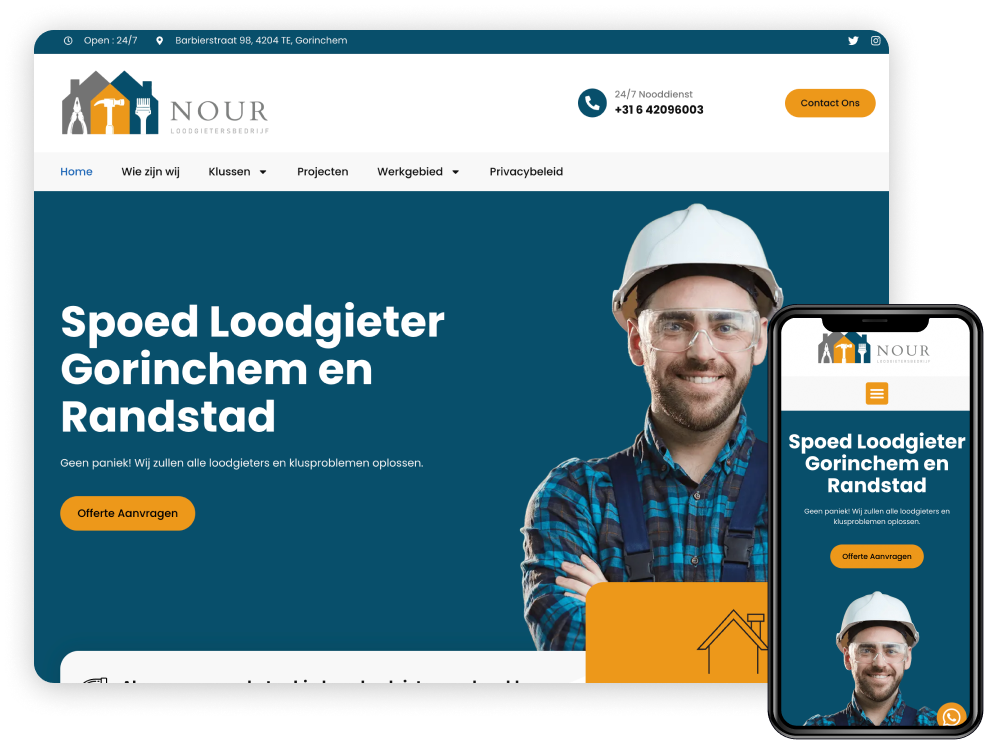 Open : 24/7 Barbierstraat 98, 4204 TE, Gorinchem
NOUR
LOODGIETERSBEDRIJF
24/7 Nooddienst
+31 6 42096003
Contact Ons
Home Wie zijn wij Klussen Projecten Werkgebied Privacybeleid
Spoed Loodgieter
Gorinchem en
Randstad
Geen paniek! Wij zullen alle loodgieters en klusproblemen oplossen.
Offerte Aanvragen
NOUR
LOODGIETERSBEDRIJF
Spoed Loodgieter
Gorinchem en
Randstad
Geen paniek! Wij zullen alle loodgieters en
klusproblemen oplossen.
Offerte Aanvragen